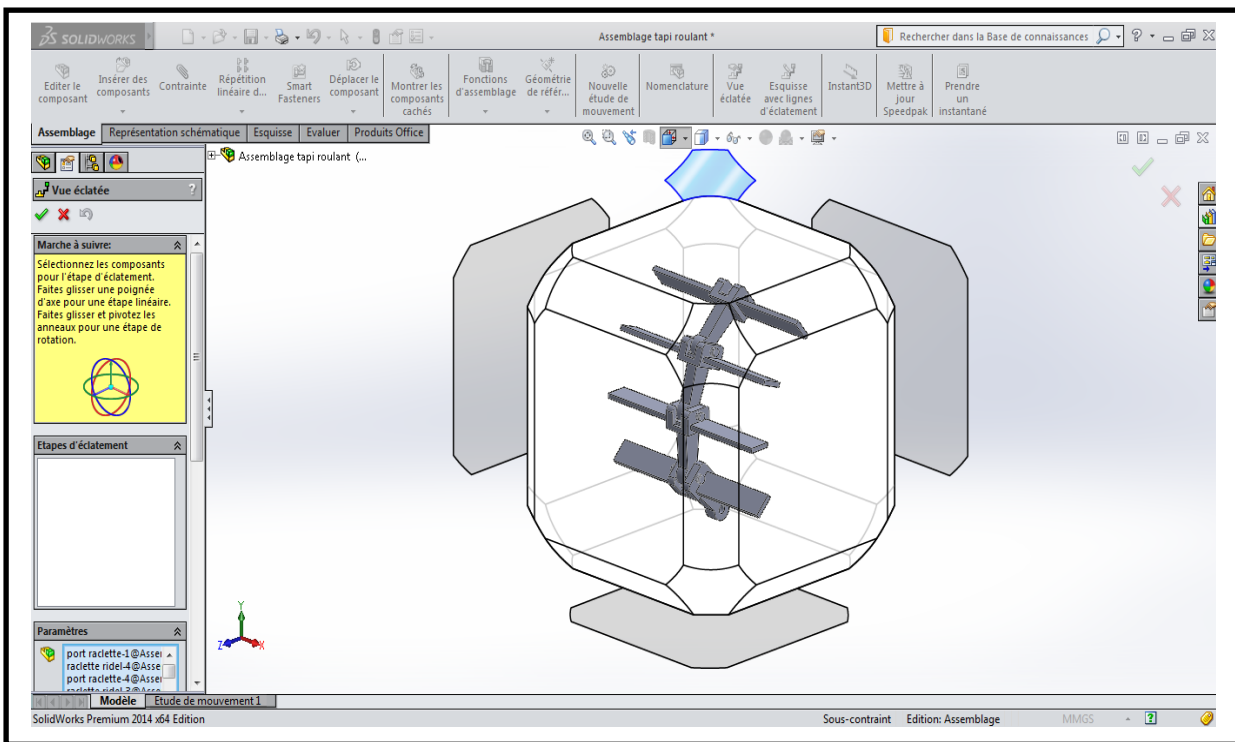 SOLIDWORKS
Assemblage tapi roulant *
Rechercher dans la Base de connaissances
?
Editer le
composant
Insérer des
composants
Contrainte
Répétition
linéaire d...
Smart
Fasteners
Déplacer le
composant
Montrer les
composants
cachés
Fonctions
d'assemblage
Géométrie
de référ...
Nouvelle
étude de
mouvement
Nomenclature
Vue
éclatée
Esquisse
avec lignes
d'éclatement
Instant3D
Mettre à
jour
Speedpak
Prendre
un
instantané
Assemblage Représentation schématique Esquisse Evaluer Produits Office
Assemblage tapi roulant (...
Vue éclatée ?
Marche à suivre:
Sélectionnez les composants
pour l'étape d'éclatement.
Faites glisser une poignée
d'axe pour une étape linéaire.
Faites glisser et pivotez les
anneaux pour une étape de
rotation.
Etapes d'éclatement
Paramètres
port raclette-1@Asser
raclette ridel-4@Asse
port raclette-4@Asser
Y
Z X
Modèle Etude de mouvement 1
SolidWorks Premium 2014 x64 Edition
Sous-contraint Edition: Assemblage MMGS ?